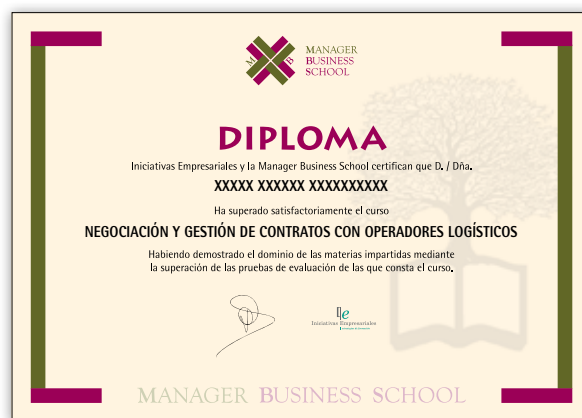 MANAGER
BUSINESS
SCHOOL
M B
DIPLOMA
Iniciativas Empresariales y la Manager Business School certifican que D. / Dña.
XXXXX XXXXXX XXXXXXXXXX
Ha superado satisfactoriamente el curso
NEGOCIACIÓN Y GESTIÓN DE CONTRATOS CON OPERADORES LOGÍSTICOS
Habiendo demostrado el dominio de las materias impartidas mediante
la superación de las pruebas de evaluación de las que consta el curso.
Iniciativas Empresariales
MANAGER BUSINESS SCHOOL